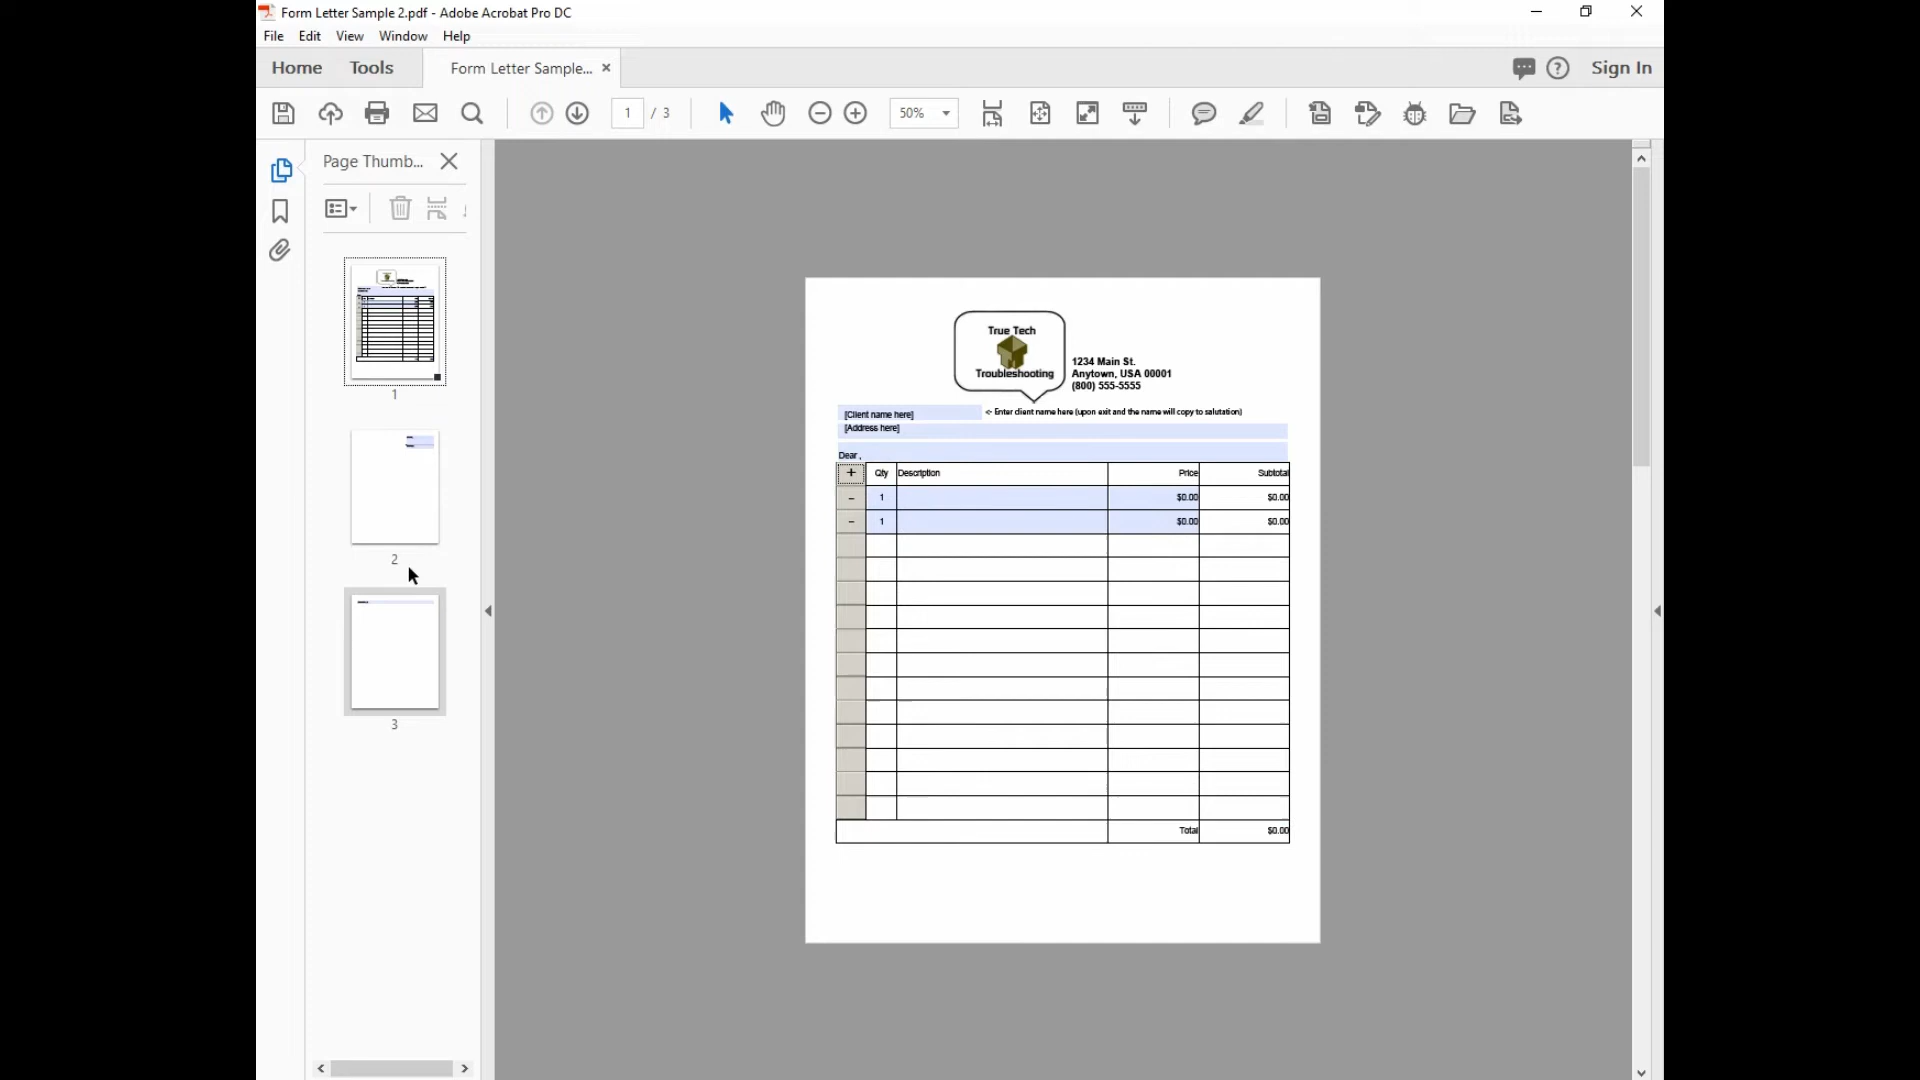 Form Letter Sample 2.pdf - Adobe Acrobat Pro DC
File Edit View Window Help
Home Tools Form Letter Sample... × Sign In
1 / 3 50%
Page Thumb...
1
2
3
True Tech
Troubleshooting
1234 Main St.
Anytown, USA 00001
(800) 555-5555
[Client name here] <- Enter client name here (upon exit and the name will copy to salutation)
[Address here]
Dear ,
+ Qty Description Price Subtotal
- 1 $0.00 $0.00
- 1 $0.00 $0.00
Total $0.00